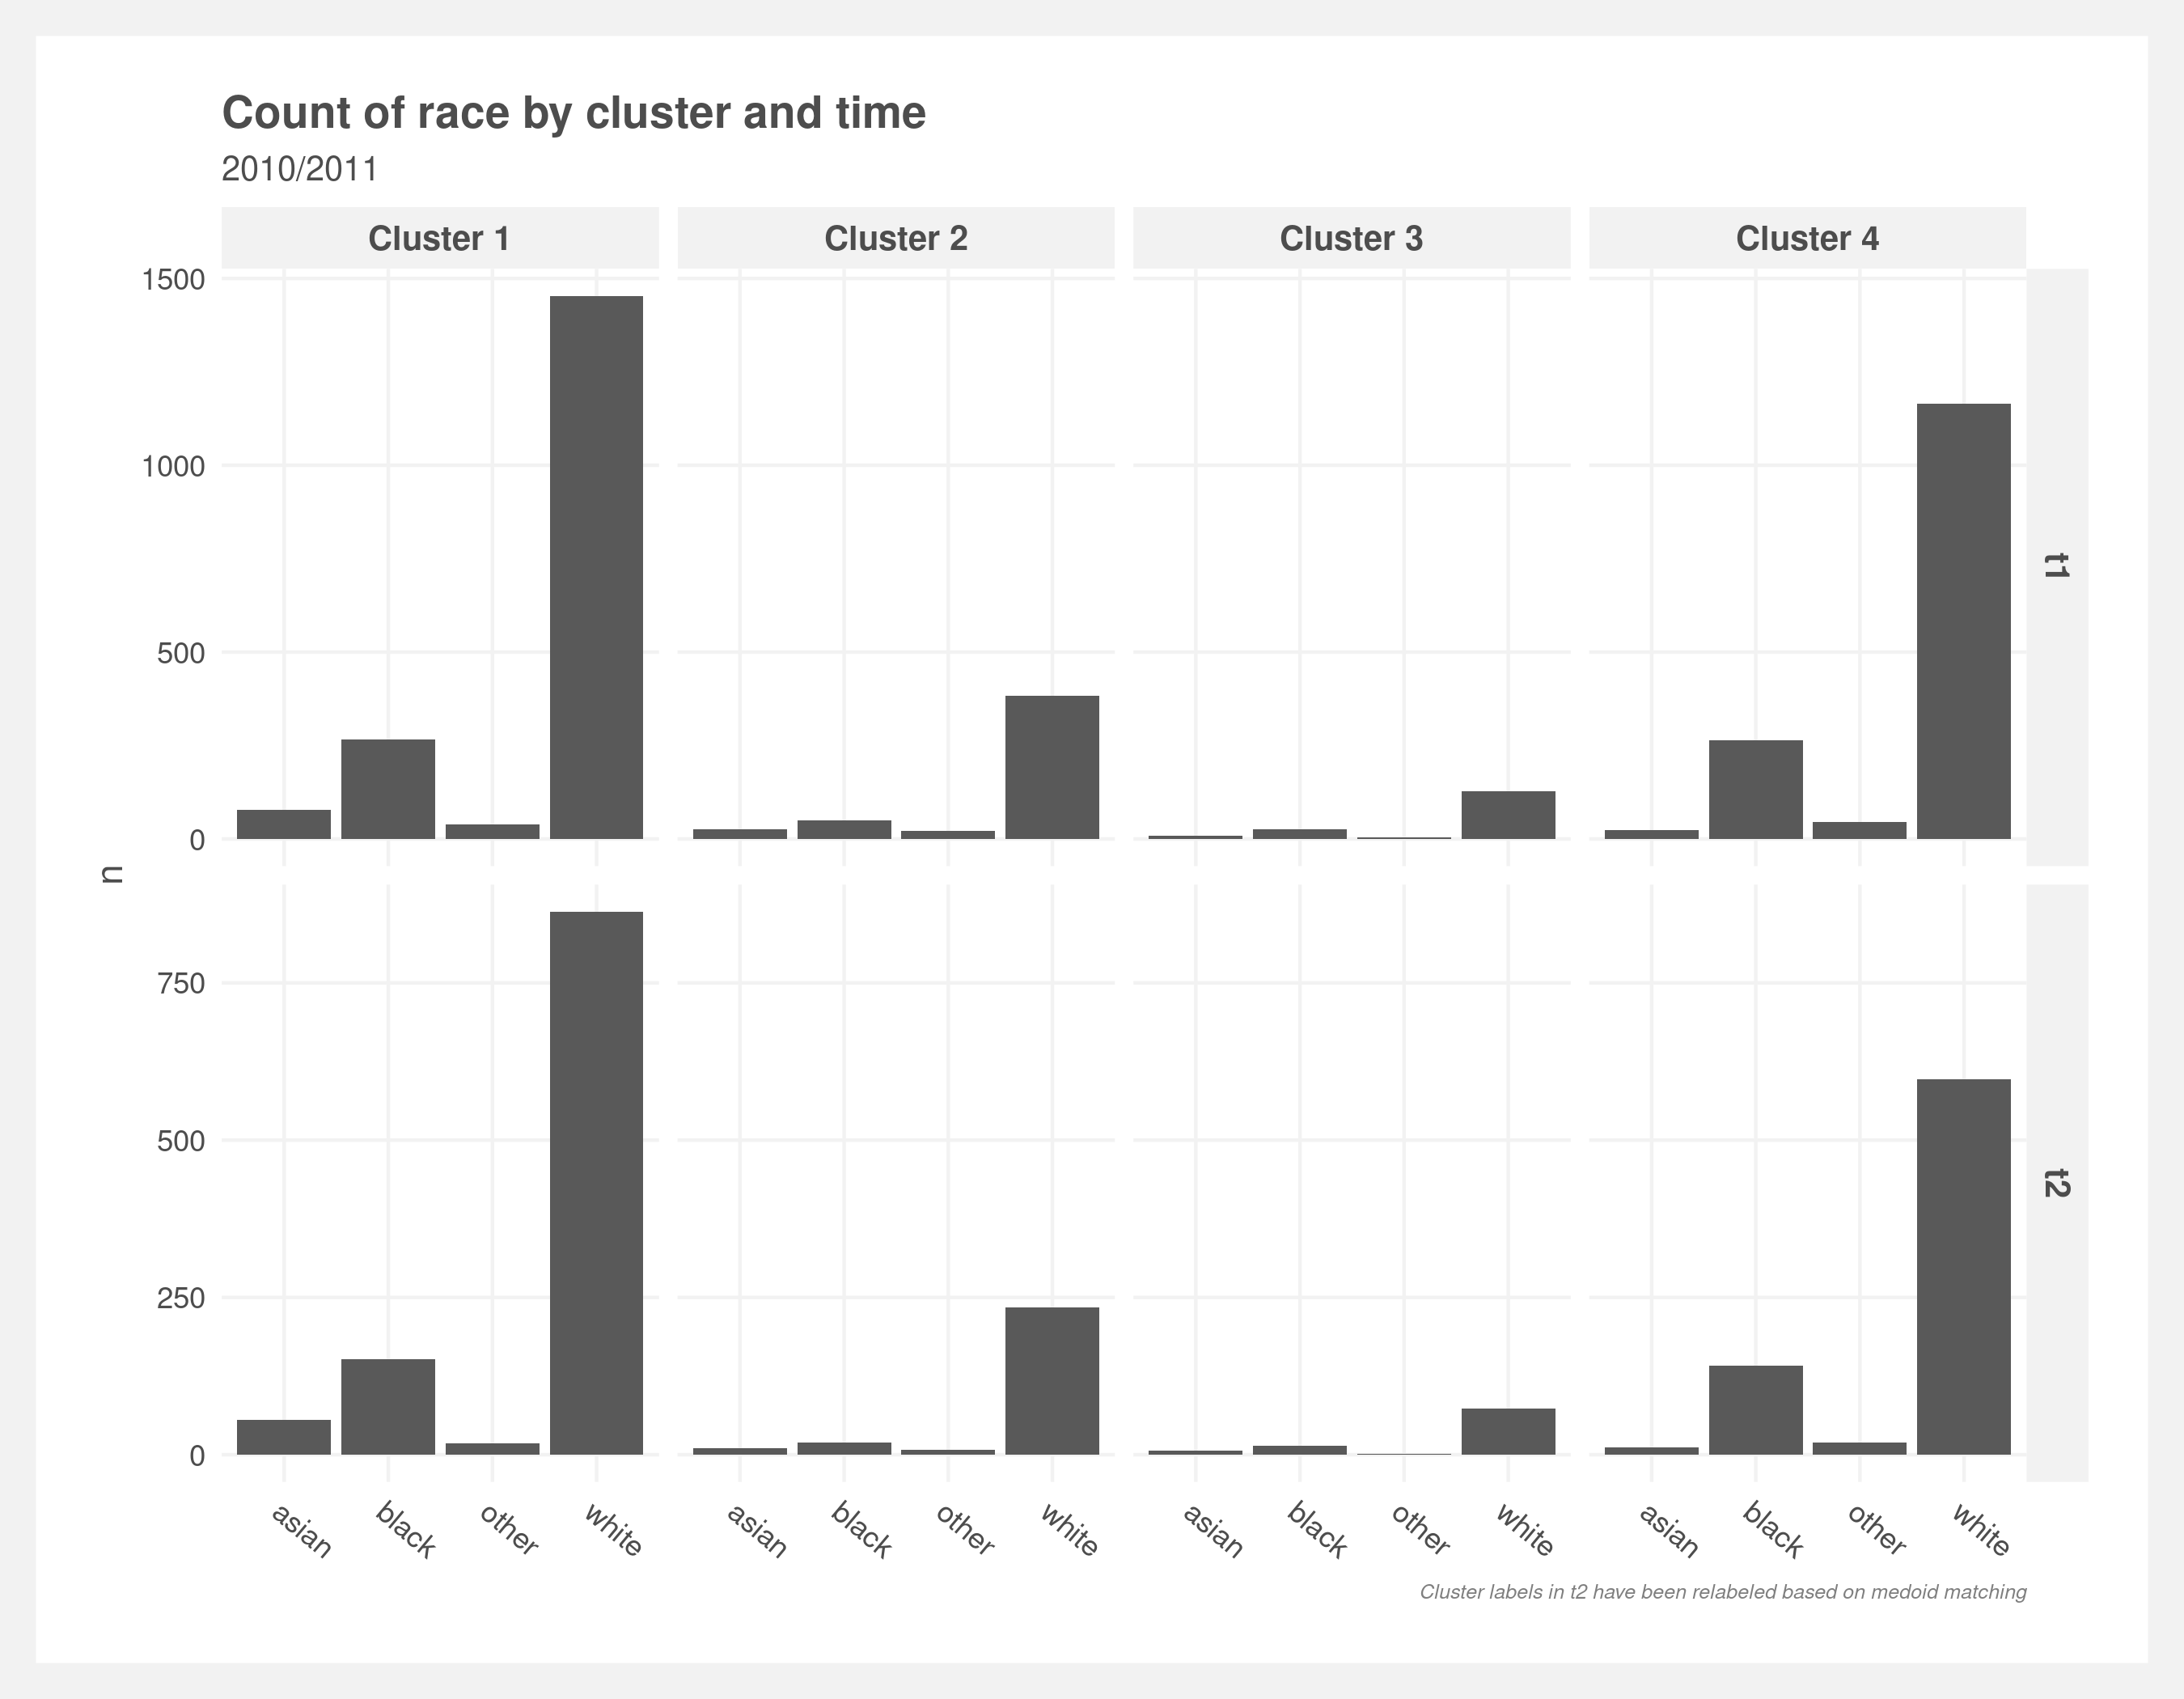 Count of race by cluster and time
2010/2011
Cluster 1 Cluster 2 Cluster 3 Cluster 4
1500
1000
500
0
t1
n
750
500
250
0
t2
asian black other white asian black other white asian black other white asian black other white
Cluster labels in t2 have been relabeled based on medoid matching